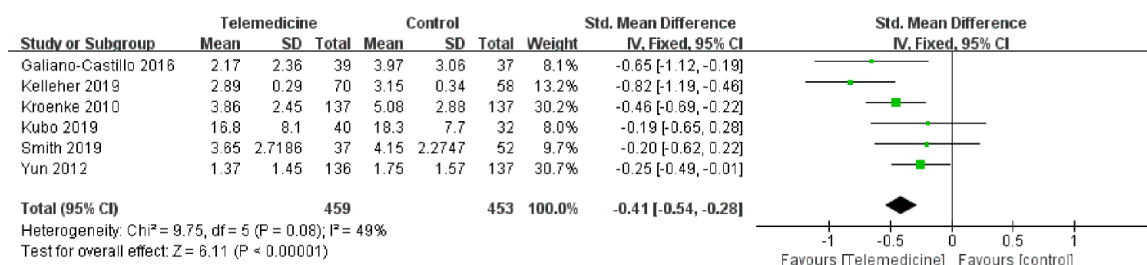 Telemedicine Control Std. Mean Difference Std. Mean Difference
Study or Subgroup Mean SD Total Mean SD Total Weight IV, Fixed, 95% CI IV, Fixed, 95% CI
Galiano-Castillo 2016 2.17 2.36 39 3.97 3.06 37 8.1% -0.65 [-1.12, -0.19]
Kelleher 2019 2.89 0.29 70 3.15 0.34 58 13.2% -0.82 [-1.19, -0.46]
Kroenke 2010 3.86 2.45 137 5.08 2.88 137 30.2% -0.46 [-0.69, -0.22]
Kubo 2019 16.8 8.1 40 18.3 7.7 32 8.0% -0.19 [-0.65, 0.28]
Smith 2019 3.65 2.7186 37 4.15 2.2747 52 9.7% -0.20 [-0.62, 0.22]
Yun 2012 1.37 1.45 136 1.75 1.57 137 30.7% -0.25 [-0.49, -0.01]
Total (95% CI) 459 453 100.0% -0.41 [-0.54, -0.28]
Heterogeneity: Chi² = 9.75, df = 5 (P = 0.08); I² = 49%
Test for overall effect: Z = 6.11 (P < 0.00001)
-1 -0.5 0 0.5 1
Favours [Telemedicine] Favours [control]